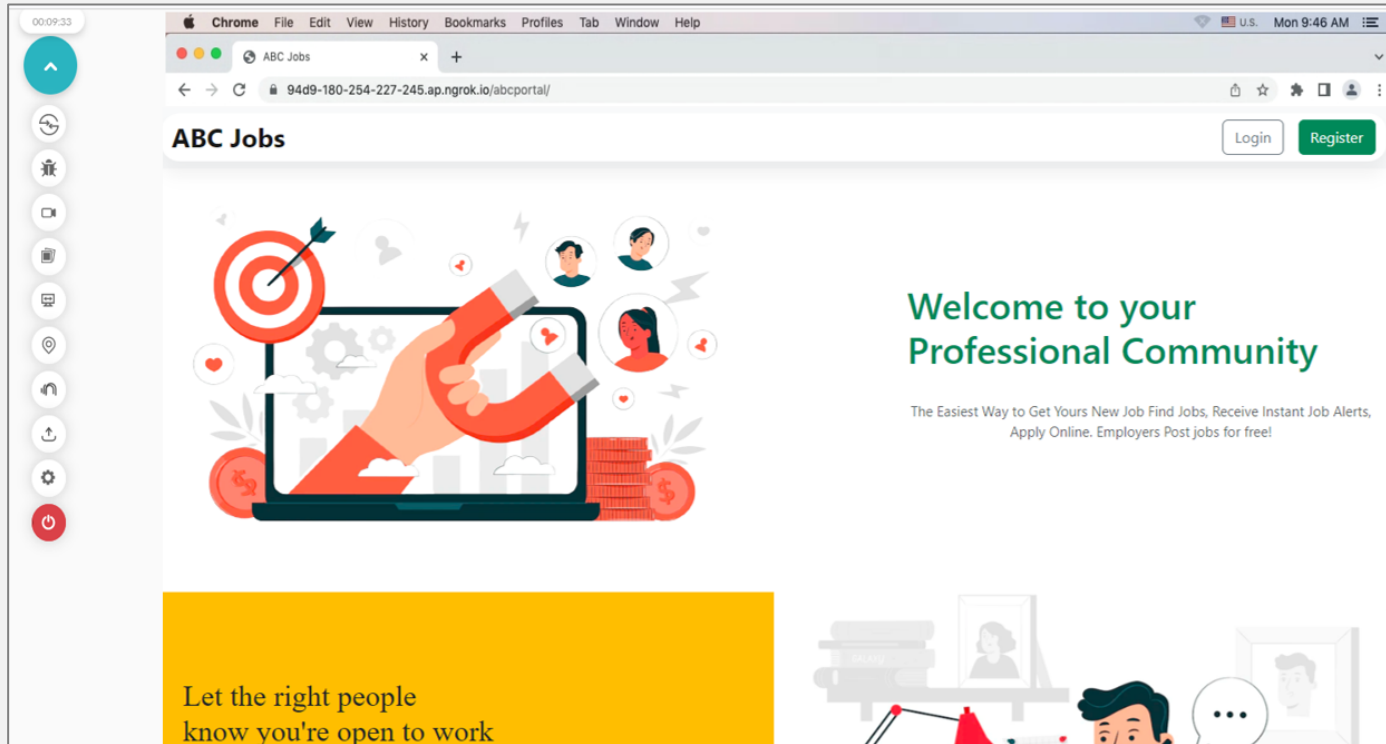 00:09:33
Chrome File Edit View History Bookmarks Profiles Tab Window Help
U.S. Mon 9:46 AM
ABC Jobs
94d9-180-254-227-245.ap.ngrok.io/abcportal/
ABC Jobs
Login
Register
Welcome to your
Professional Community
The Easiest Way to Get Yours New Job Find Jobs, Receive Instant Job Alerts,
Apply Online. Employers Post jobs for free!
Let the right people
know you're open to work